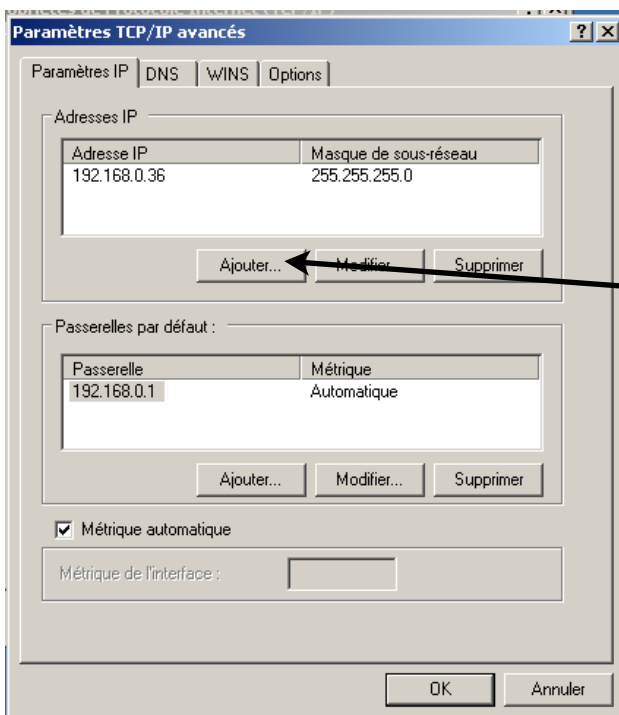 Paramètres TCP/IP avancés
Paramètres IP DNS WINS Options
Adresses IP
Adresse IP Masque de sous-réseau
192.168.0.36 255.255.255.0
Ajouter... Modifier... Supprimer
Passerelles par défaut :
Passerelle Métrique
192.168.0.1 Automatique
Ajouter... Modifier... Supprimer
Métrique automatique
Métrique de l'interface :
OK Annuler